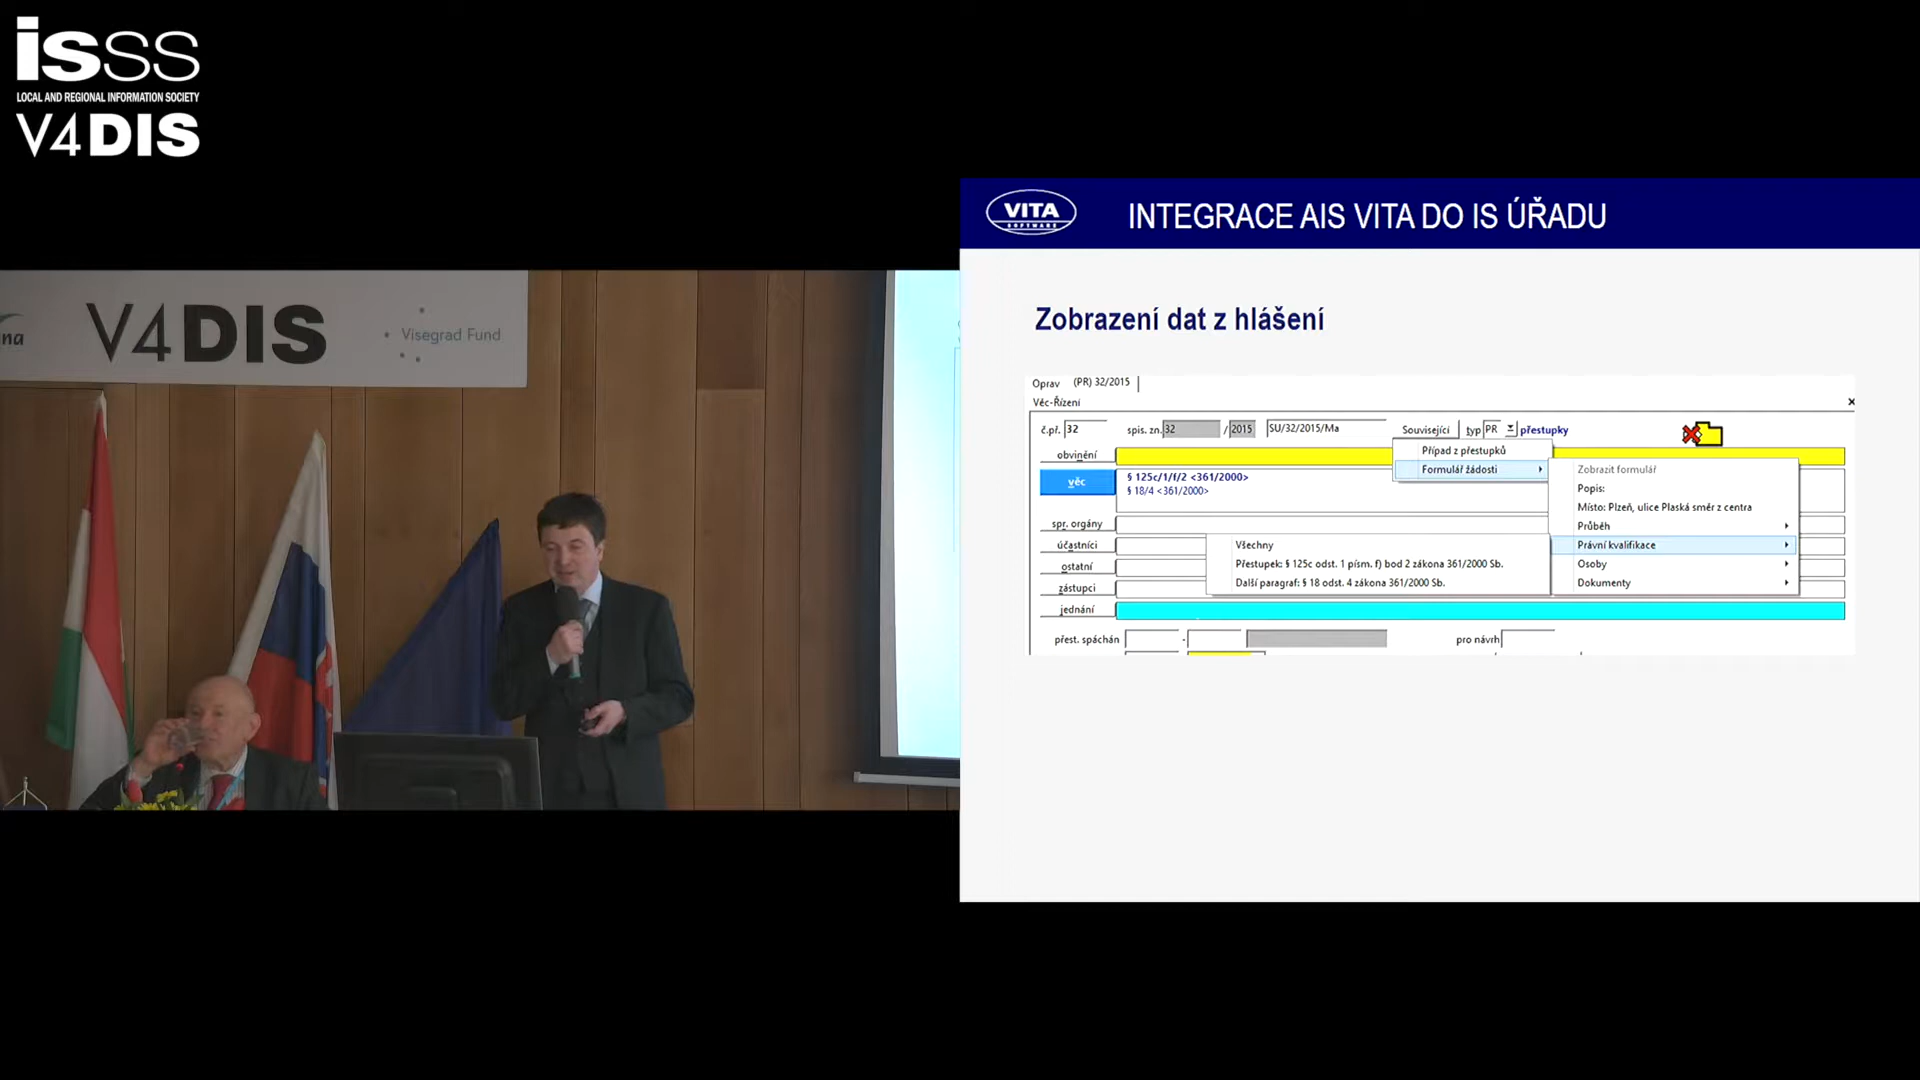 isss
LOCAL AND REGIONAL INFORMATION SOCIETY
V4DIS
na
V4DIS
Visegrad Fund
VITA
SOFTWARE
INTEGRACE AIS VITA DO IS ÚŘADU
Zobrazení dat z hlášení
Oprav (PR) 32/2015
Věc-Řízení
č.př. 32 spis. zn. 32 / 2015 SU/32/2015/Ma Související typ PR přestupky
obvinění
Případ z přestupků
Formulář žádosti
věc
§ 125c/1/f/2 <361/2000>
§ 18/4 <361/2000>
Zobrazit formulář
Popis:
Místo: Plzeň, ulice Plaská směr z centra
Průběh
Právní kvalifikace
Osoby
Dokumenty
spr. orgány
účastníci
ostatní
zástupci
jednání
Všechny
Přestupek: § 125c odst. 1 písm. f) bod 2 zákona 361/2000 Sb.
Další paragraf: § 18 odst. 4 zákona 361/2000 Sb.
přest. spáchán - pro návrh